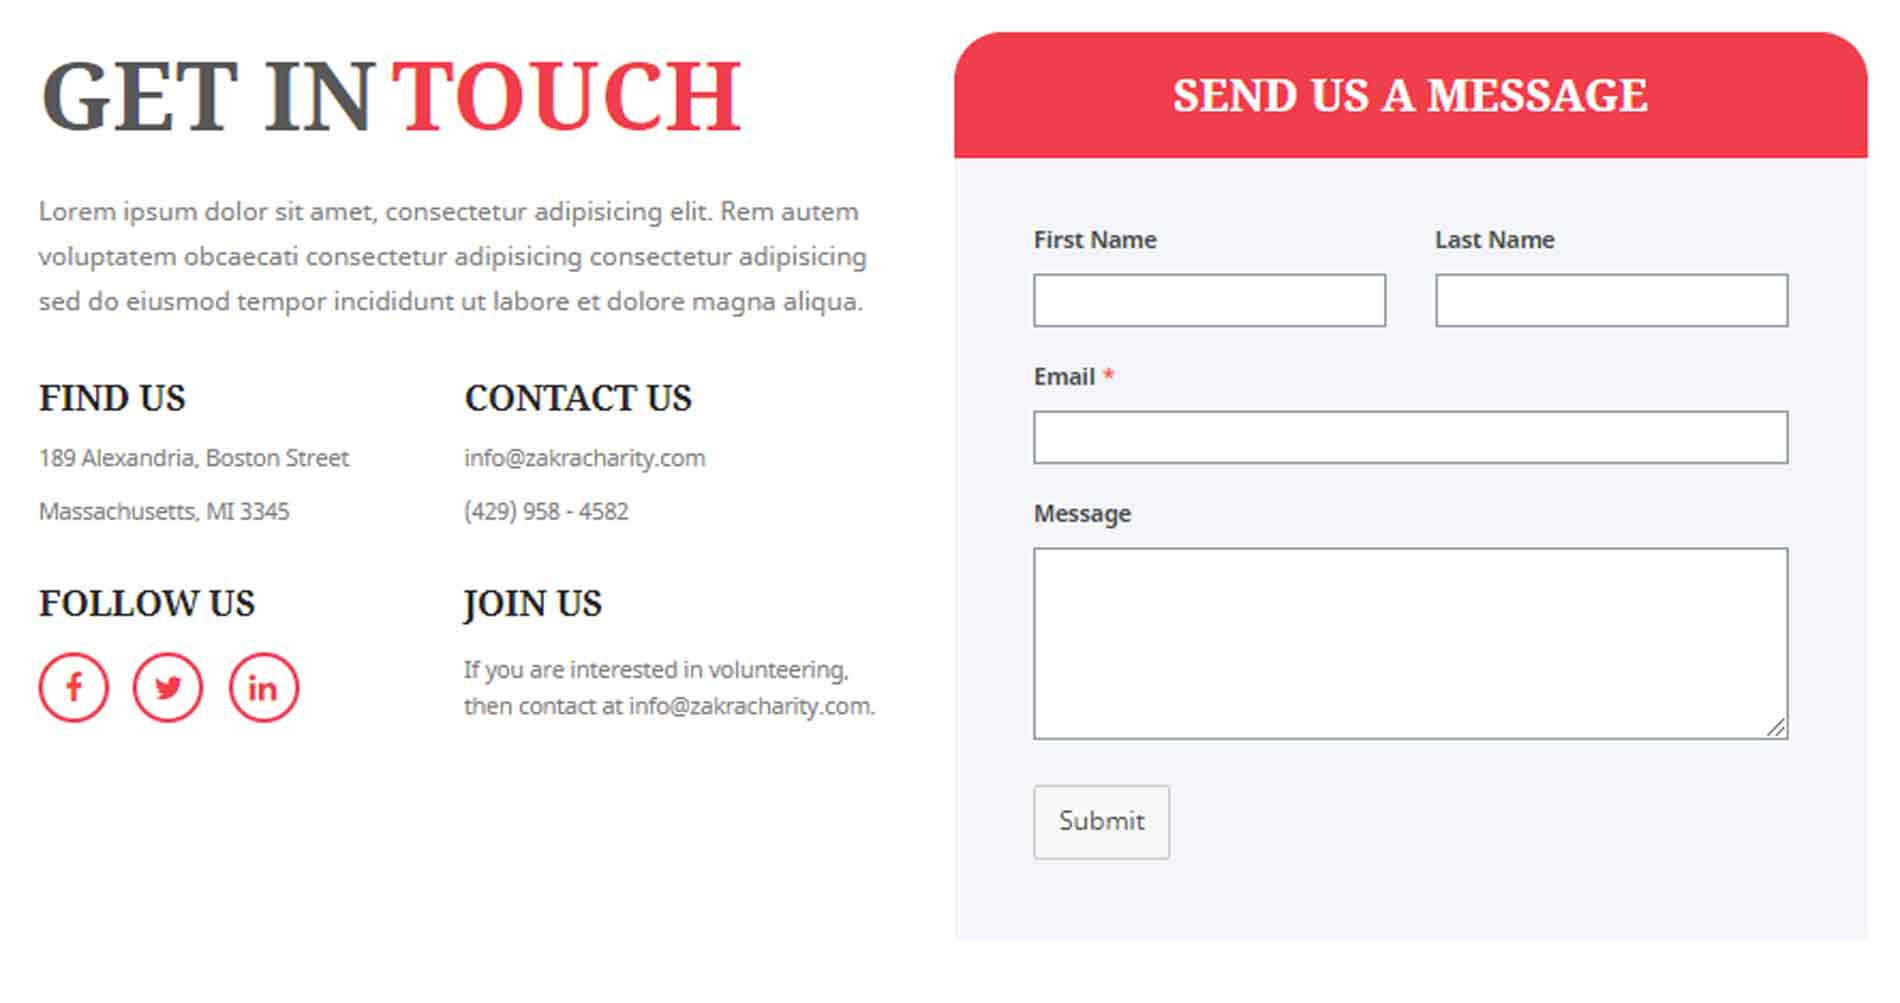 GET IN TOUCH
Lorem ipsum dolor sit amet, consectetur adipisicing elit. Rem autem
voluptatem obcaecati consectetur adipisicing consectetur adipisicing
sed do eiusmod tempor incididunt ut labore et dolore magna aliqua.
FIND US
189 Alexandria, Boston Street
Massachusetts, MI 3345
CONTACT US
info@zakracharity.com
(429) 958 - 4582
FOLLOW US
f
in
JOIN US
If you are interested in volunteering,
then contact at info@zakracharity.com.
SEND US A MESSAGE
First Name
Last Name
Email *
Message
Submit